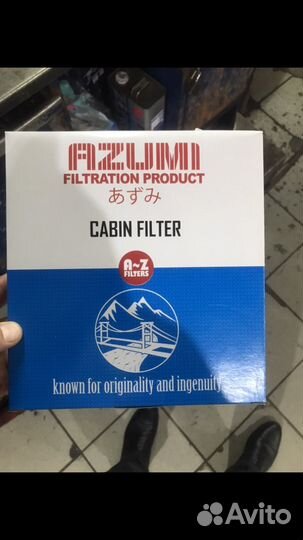 AZUMI
FILTRATION PRODUCT
あずみ
CABIN FILTER
A~Z
FILTERS
known for originality and ingenuity
Avito